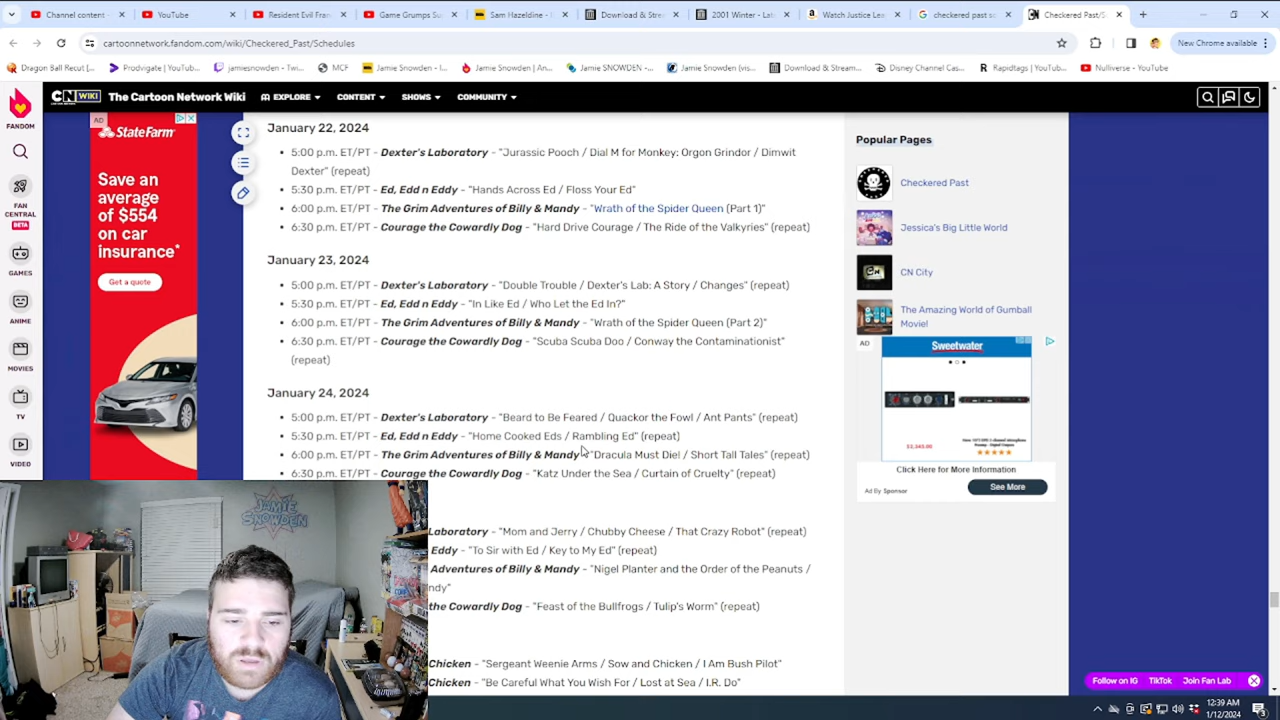 Channel content -
YouTube
Resident Evil Fran
Game Grumps Su
Sam Hazeldine -
Download & Stre
2001 Winter - Lat
Watch Justice Lea
checkered past sc
Checkered Past/S
cartoonnetwork.fandom.com/wiki/Checkered_Past/Schedules
New Chrome available
Dragon Ball Recut [...
Prodvigate | YouTub...
jamiesnowden - Twi...
MCF
Jamie Snowden - I...
Jamie Snowden | An...
Jamie SNOWDEN -...
Jamie Snowden (vis...
Download & Stream...
Disney Channel Cas...
Rapidtags | YouTub...
Nulliverse - YouTube
FANDOM
CN WIKI
The Cartoon Network Wiki
EXPLORE
CONTENT
SHOWS
COMMUNITY
FAN CENTRAL
BETA
GAMES
ANIME
MOVIES
TV
VIDEO
AD
StateFarm
Save an
average
of $554
on car
insurance*
Get a quote
January 22, 2024
5:00 p.m. ET/PT - Dexter's Laboratory - "Jurassic Pooch / Dial M for Monkey: Orgon Grindor / Dimwit
Dexter" (repeat)
5:30 p.m. ET/PT - Ed, Edd n Eddy - "Hands Across Ed / Floss Your Ed"
6:00 p.m. ET/PT - The Grim Adventures of Billy & Mandy - "Wrath of the Spider Queen (Part 1)"
6:30 p.m. ET/PT - Courage the Cowardly Dog - "Hard Drive Courage / The Ride of the Valkyries" (repeat)
January 23, 2024
5:00 p.m. ET/PT - Dexter's Laboratory - "Double Trouble / Dexter's Lab: A Story / Changes" (repeat)
5:30 p.m. ET/PT - Ed, Edd n Eddy - "In Like Ed / Who Let the Ed In?"
6:00 p.m. ET/PT - The Grim Adventures of Billy & Mandy - "Wrath of the Spider Queen (Part 2)"
6:30 p.m. ET/PT - Courage the Cowardly Dog - "Scuba Scuba Doo / Conway the Contaminationist"
(repeat)
January 24, 2024
5:00 p.m. ET/PT - Dexter's Laboratory - "Beard to Be Feared / Quackor the Fowl / Ant Pants" (repeat)
5:30 p.m. ET/PT - Ed, Edd n Eddy - "Home Cooked Eds / Rambling Ed" (repeat)
6:00 p.m. ET/PT - The Grim Adventures of Billy & Mandy - "Dracula Must Die! / Short Tall Tales" (repeat)
6:30 p.m. ET/PT - Courage the Cowardly Dog - "Katz Under the Sea / Curtain of Cruelty" (repeat)
aboratory - "Mom and Jerry / Chubby Cheese / That Crazy Robot" (repeat)
Eddy - "To Sir with Ed / Key to My Ed" (repeat)
Adventures of Billy & Mandy - "Nigel Planter and the Order of the Peanuts /
ndy"
the Cowardly Dog - "Feast of the Bullfrogs / Tulip's Worm" (repeat)
Chicken - "Sergeant Weenie Arms / Sow and Chicken / I Am Bush Pilot"
Chicken - "Be Careful What You Wish For / Lost at Sea / I.R. Do"
JAMIE
SNOWDEN
Popular Pages
Checkered Past
Jessica's Big Little World
CN City
The Amazing World of Gumball
Movie!
AD
Sweetwater
$3,345.00
Click Here for More Information
Ad By Sponsor
See More
Follow on IG
TikTok
Join Fan Lab
12:39 AM
1/12/2024